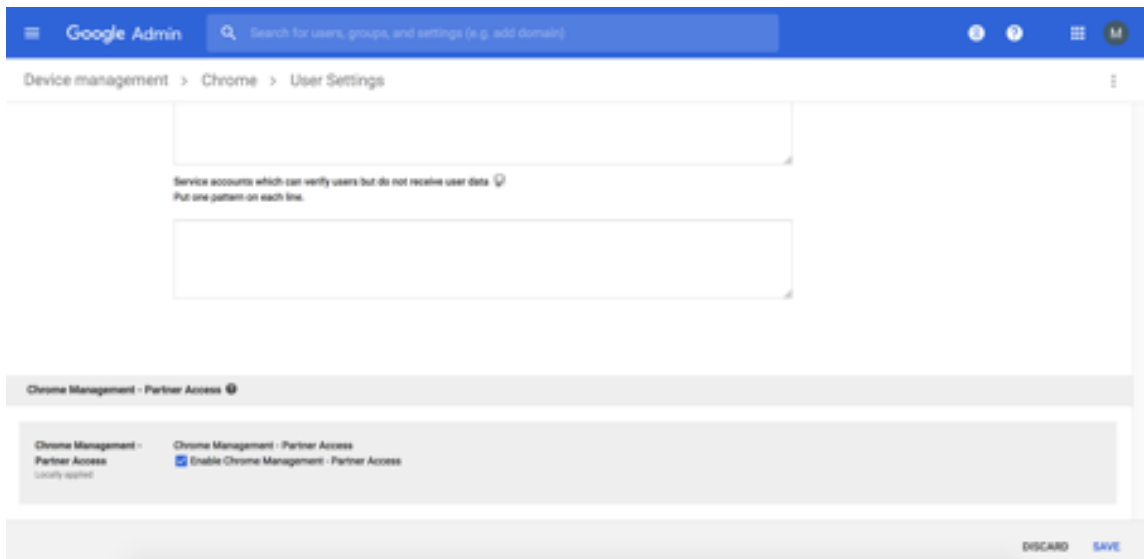 Google Admin
Search for users, groups, and settings (e.g. add domain)
M
Device management > Chrome > User Settings
Service accounts which can verify users but do not receive user data
Put one pattern on each line.
Chrome Management - Partner Access
Chrome Management - Partner Access
Locally applied
Chrome Management - Partner Access
Enable Chrome Management - Partner Access
DISCARD SAVE